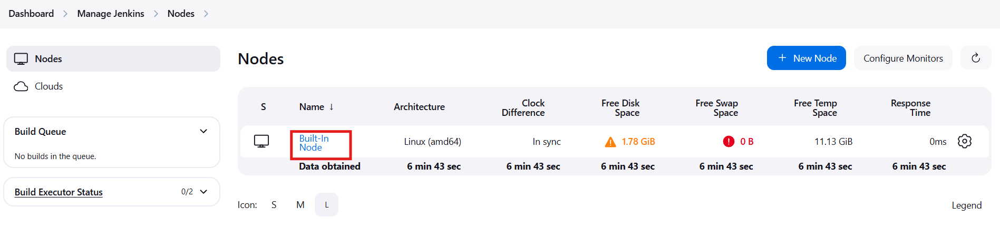 Dashboard > Manage Jenkins > Nodes >
Nodes
Clouds
Build Queue
No builds in the queue.
Build Executor Status 0/2
Nodes
+ New Node
Configure Monitors
S Name ↓ Architecture Clock Difference Free Disk Space Free Swap Space Free Temp Space Response Time
Built-In Node Linux (amd64) In sync 1.78 GiB 0 B 11.13 GiB 0ms
Data obtained 6 min 43 sec 6 min 43 sec 6 min 43 sec 6 min 43 sec 6 min 43 sec 6 min 43 sec
Icon: S M L
Legend